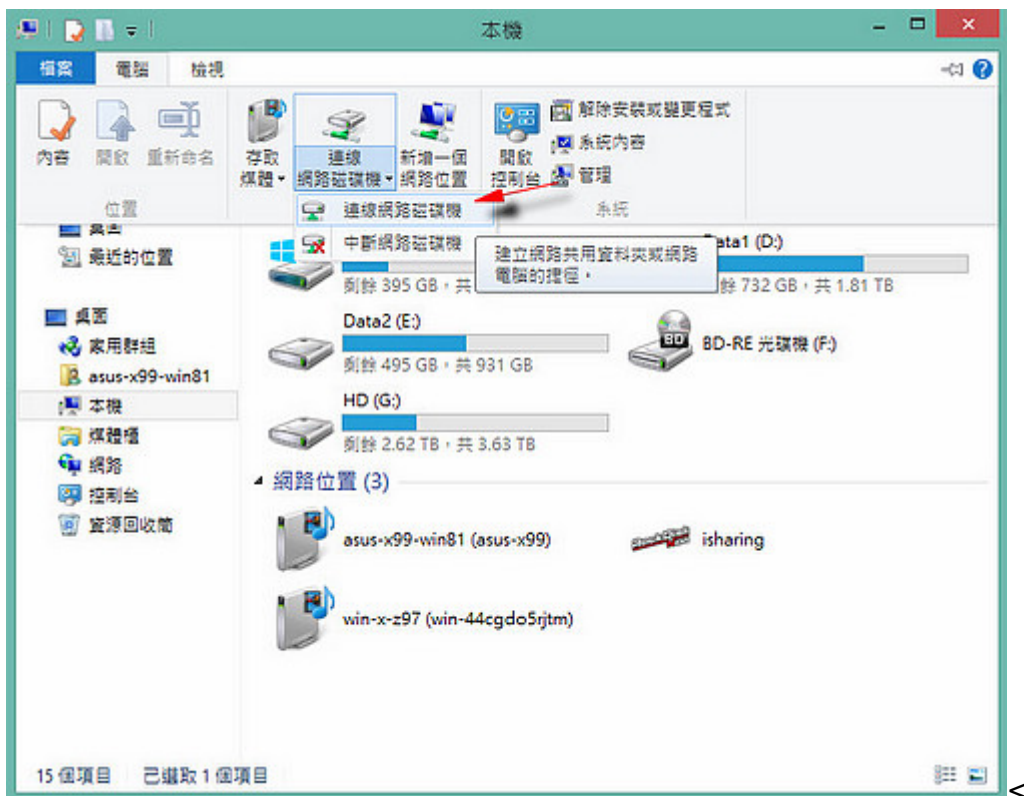 本機
檔案 電腦 檢視
內容 開啟 重新命名
存取媒體
連線網路磁碟機
新增一個網路位置
開啟控制台
解除安裝或變更程式
系統內容
管理
位置
系統
連線網路磁碟機
中斷網路磁碟機
建立網路共用資料夾或網路
電腦的捷徑。
桌面
最近的位置
桌面
家用群組
asus-x99-win81
本機
媒體櫃
網路
控制台
資源回收筒
剩餘 395 GB，共
(D:)
732 GB，共 1.81 TB
Data2 (E:)
剩餘 495 GB，共 931 GB
BD-RE 光碟機 (F:)
HD (G:)
剩餘 2.62 TB，共 3.63 TB
網路位置 (3)
asus-x99-win81 (asus-x99)
isharing
win-x-z97 (win-44cgdo5rjtm)
15 個項目 已選取 1 個項目
<